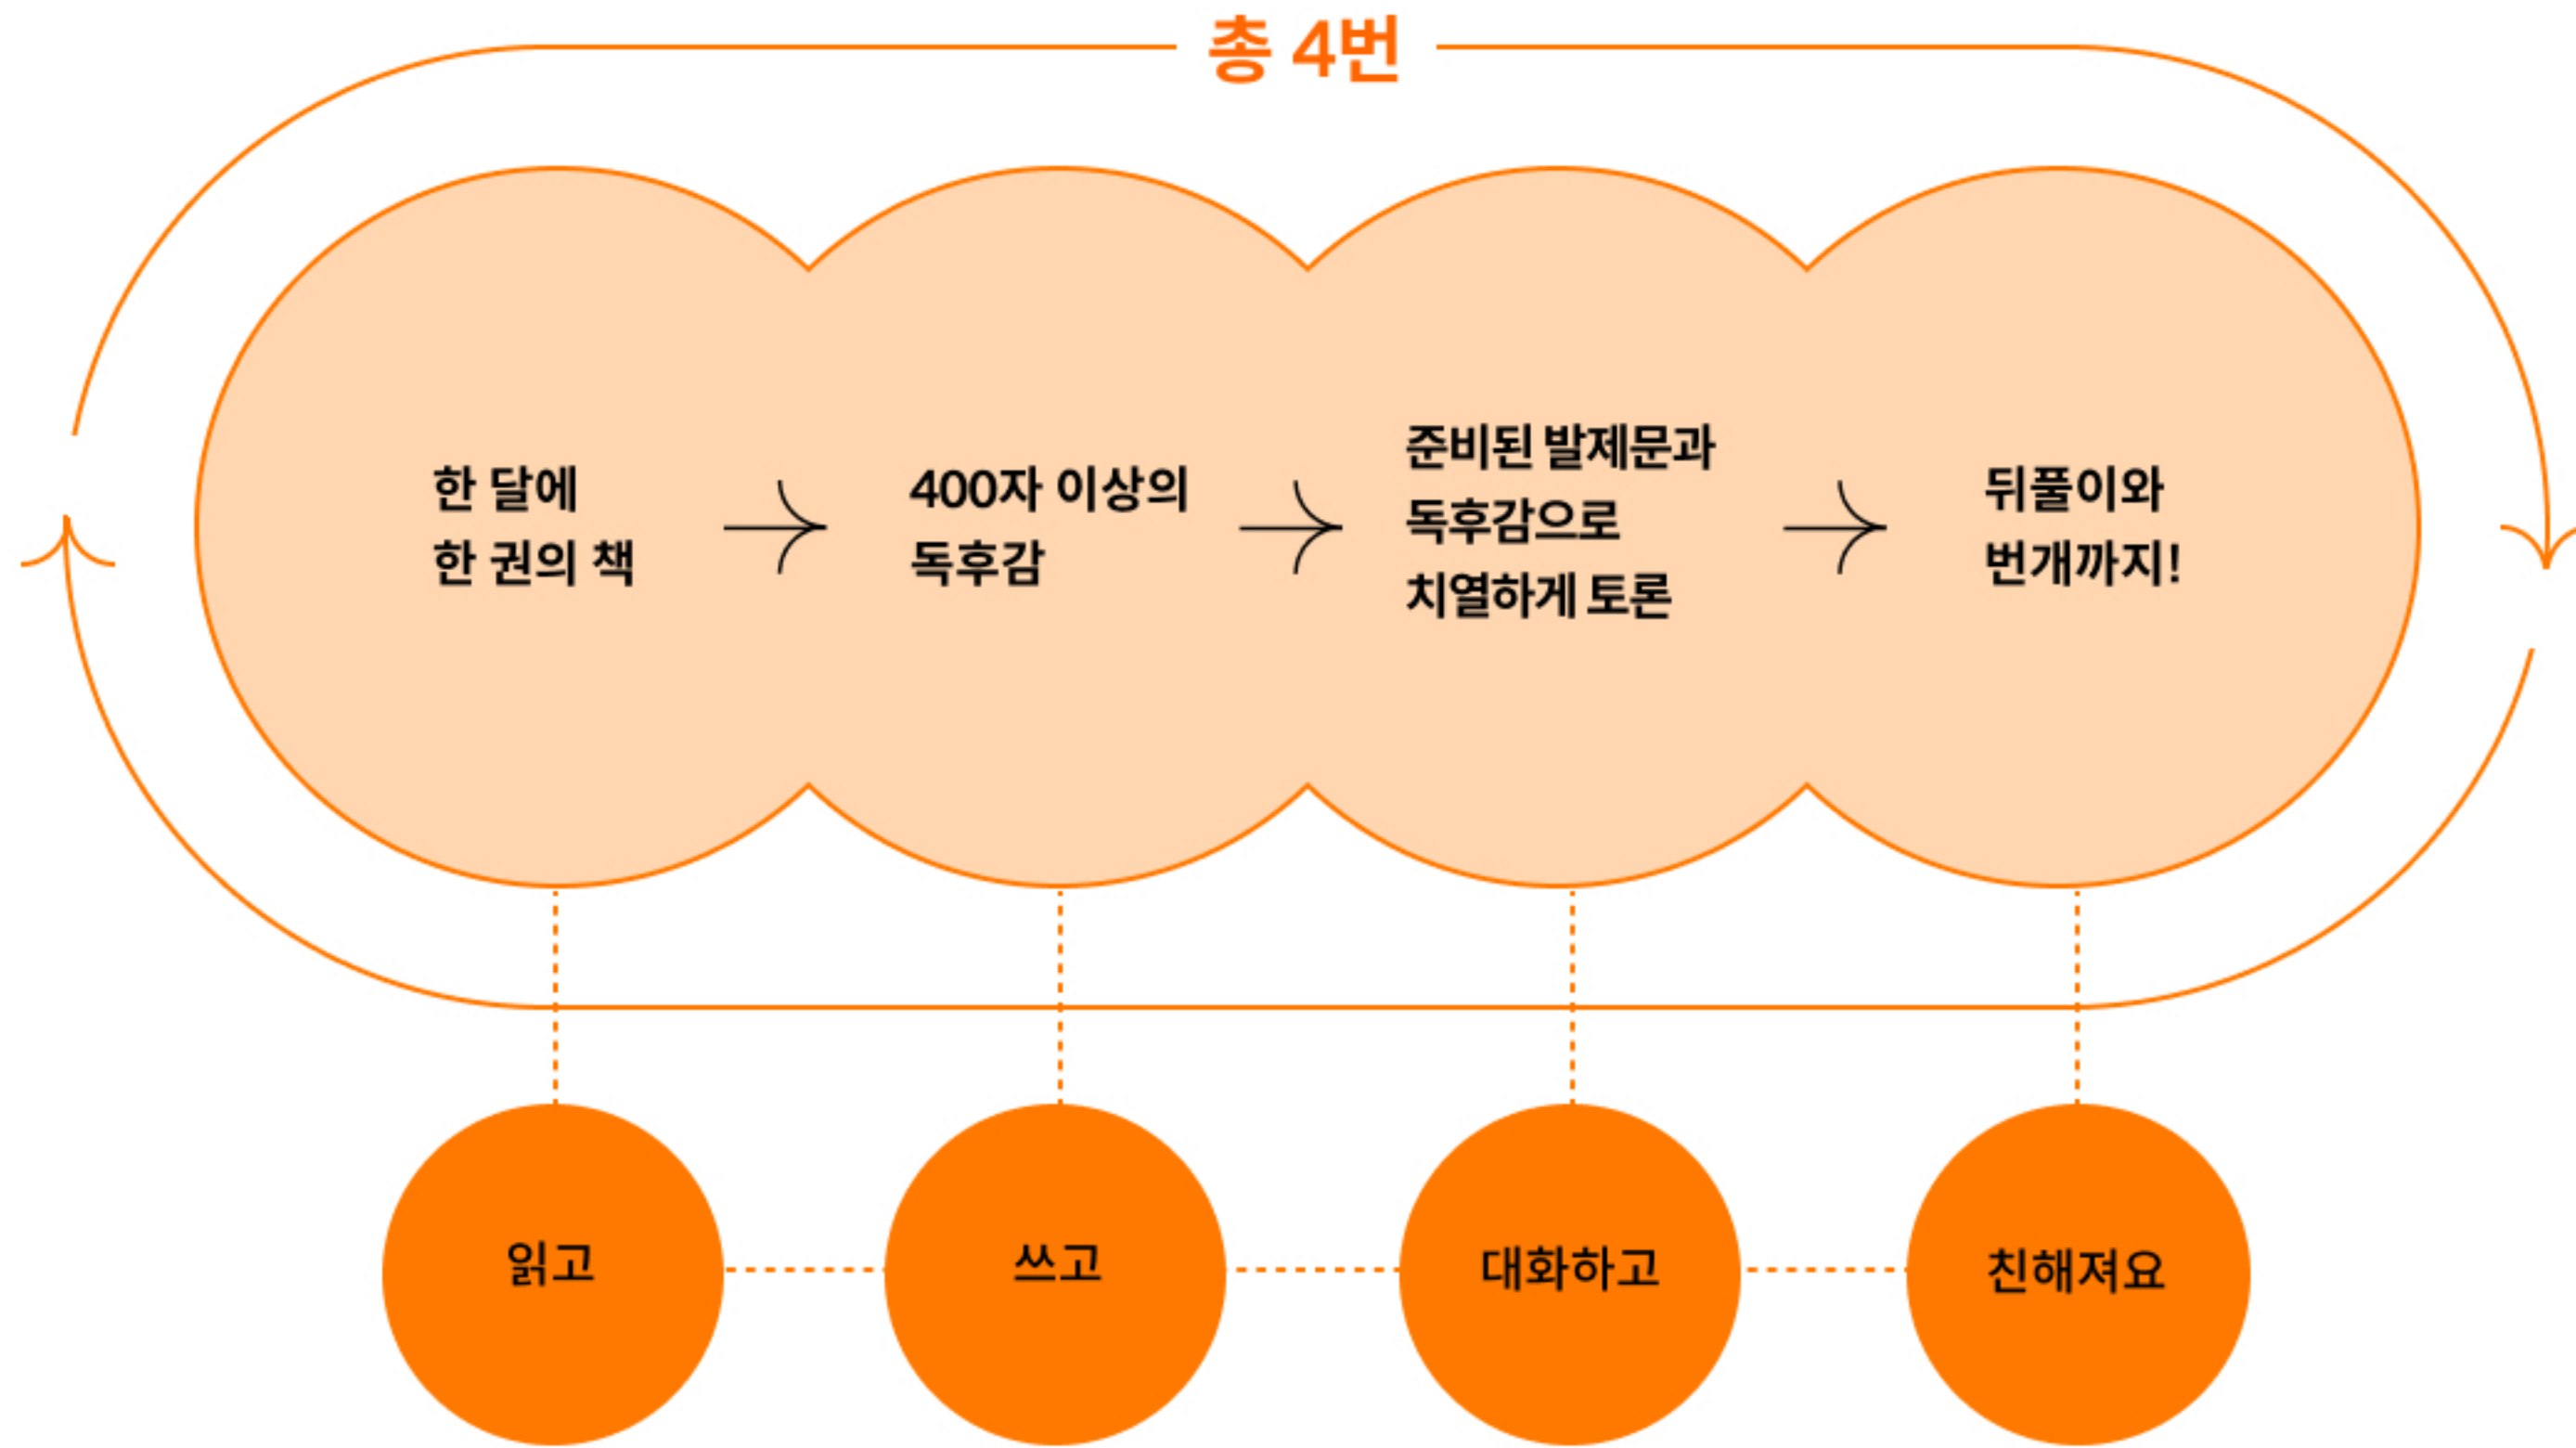 총 4번
한 달에
한 권의 책
400자 이상의
독후감
준비된 발제문과
독후감으로
치열하게 토론
뒤풀이와
번개까지!
읽고
쓰고
대화하고
친해져요